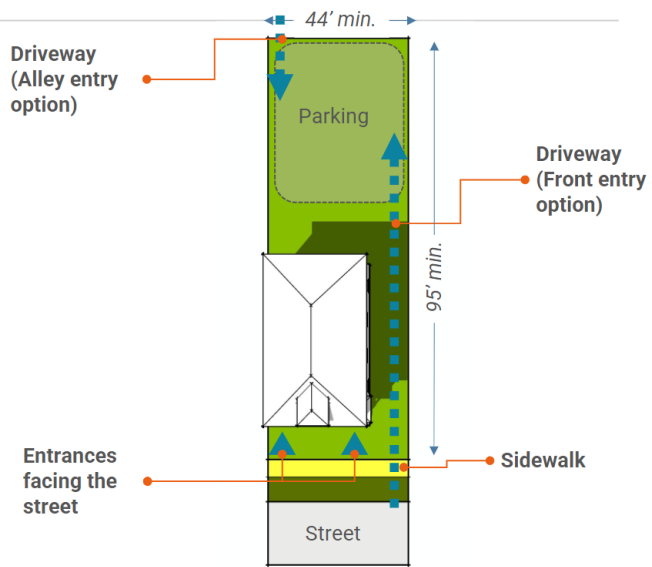 44’ min.
Driveway
(Alley entry
option)
Parking
Driveway
(Front entry
option)
95’ min.
Entrances
facing the
street
Sidewalk
Street